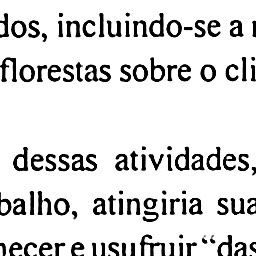 dos, incluindo-se a
florestas sobre o cli
dessas atividades,
balho, atingiria sua
necer e usufruir “das